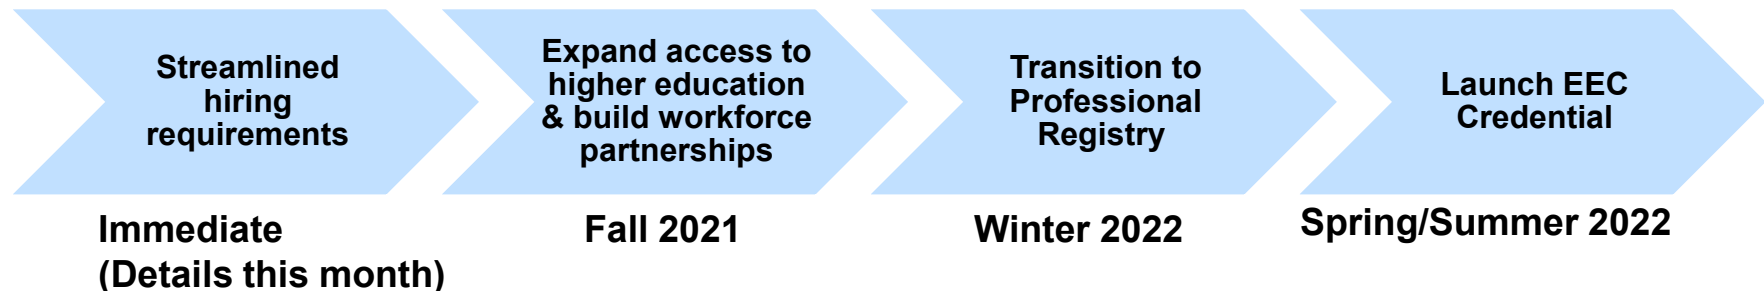 Streamlined
hiring
requirements
Expand access to
higher education
& build workforce
partnerships
Transition to
Professional
Registry
Launch EEC
Credential
Immediate
(Details this month)
Fall 2021
Winter 2022
Spring/Summer 2022